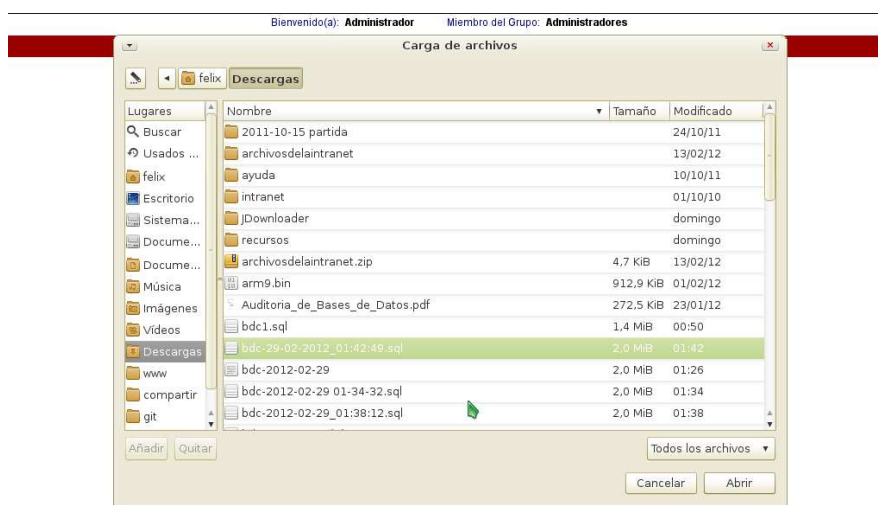 Bienvenido(a): Administrador Miembro del Grupo: Administradores
Carga de archivos
felix Descargas
Lugares Nombre Tamaño Modificado
Buscar 2011-10-15 partida 24/10/11
Usados ... archivosdelaintranet 13/02/12
felix ayuda 10/10/11
Escritorio intranet 01/10/10
Sistema... JDownloader domingo
Docume... recursos domingo
Docume... archivosdelaintranet.zip 4,7 KiB 13/02/12
Música arm9.bin 912,9 KiB 01/02/12
Imágenes Auditoria_de_Bases_de_Datos.pdf 272,5 KiB 23/01/12
Vídeos bdc1.sql 1,4 MiB 00:50
Descargas bdc-29-02-2012_01:42:49.sql 2,0 MiB 01:42
www bdc-2012-02-29 2,0 MiB 01:26
compartir bdc-2012-02-29 01-34-32.sql 2,0 MiB 01:34
git bdc-2012-02-29_01:38:12.sql 2,0 MiB 01:38
Añadir Quitar Todos los archivos
Cancelar Abrir